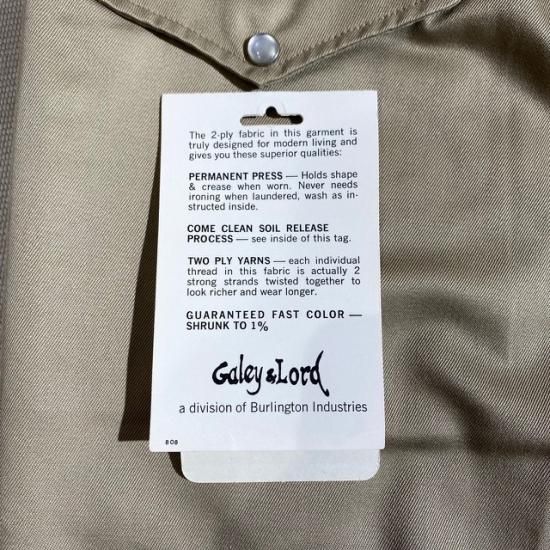 The 2-ply fabric in this garment is
truly designed for modern living and
gives you these superior qualities:
PERMANENT PRESS — Holds shape
& crease when worn. Never needs
ironing when laundered, wash as in-
structed inside.
COME CLEAN SOIL RELEASE
PROCESS — see inside of this tag.
TWO PLY YARNS — each individual
thread in this fabric is actually 2
strong strands twisted together to
look richer and wear longer.
GUARANTEED FAST COLOR —
SHRUNK TO 1%
Galey & Lord
a division of Burlington Industries
808